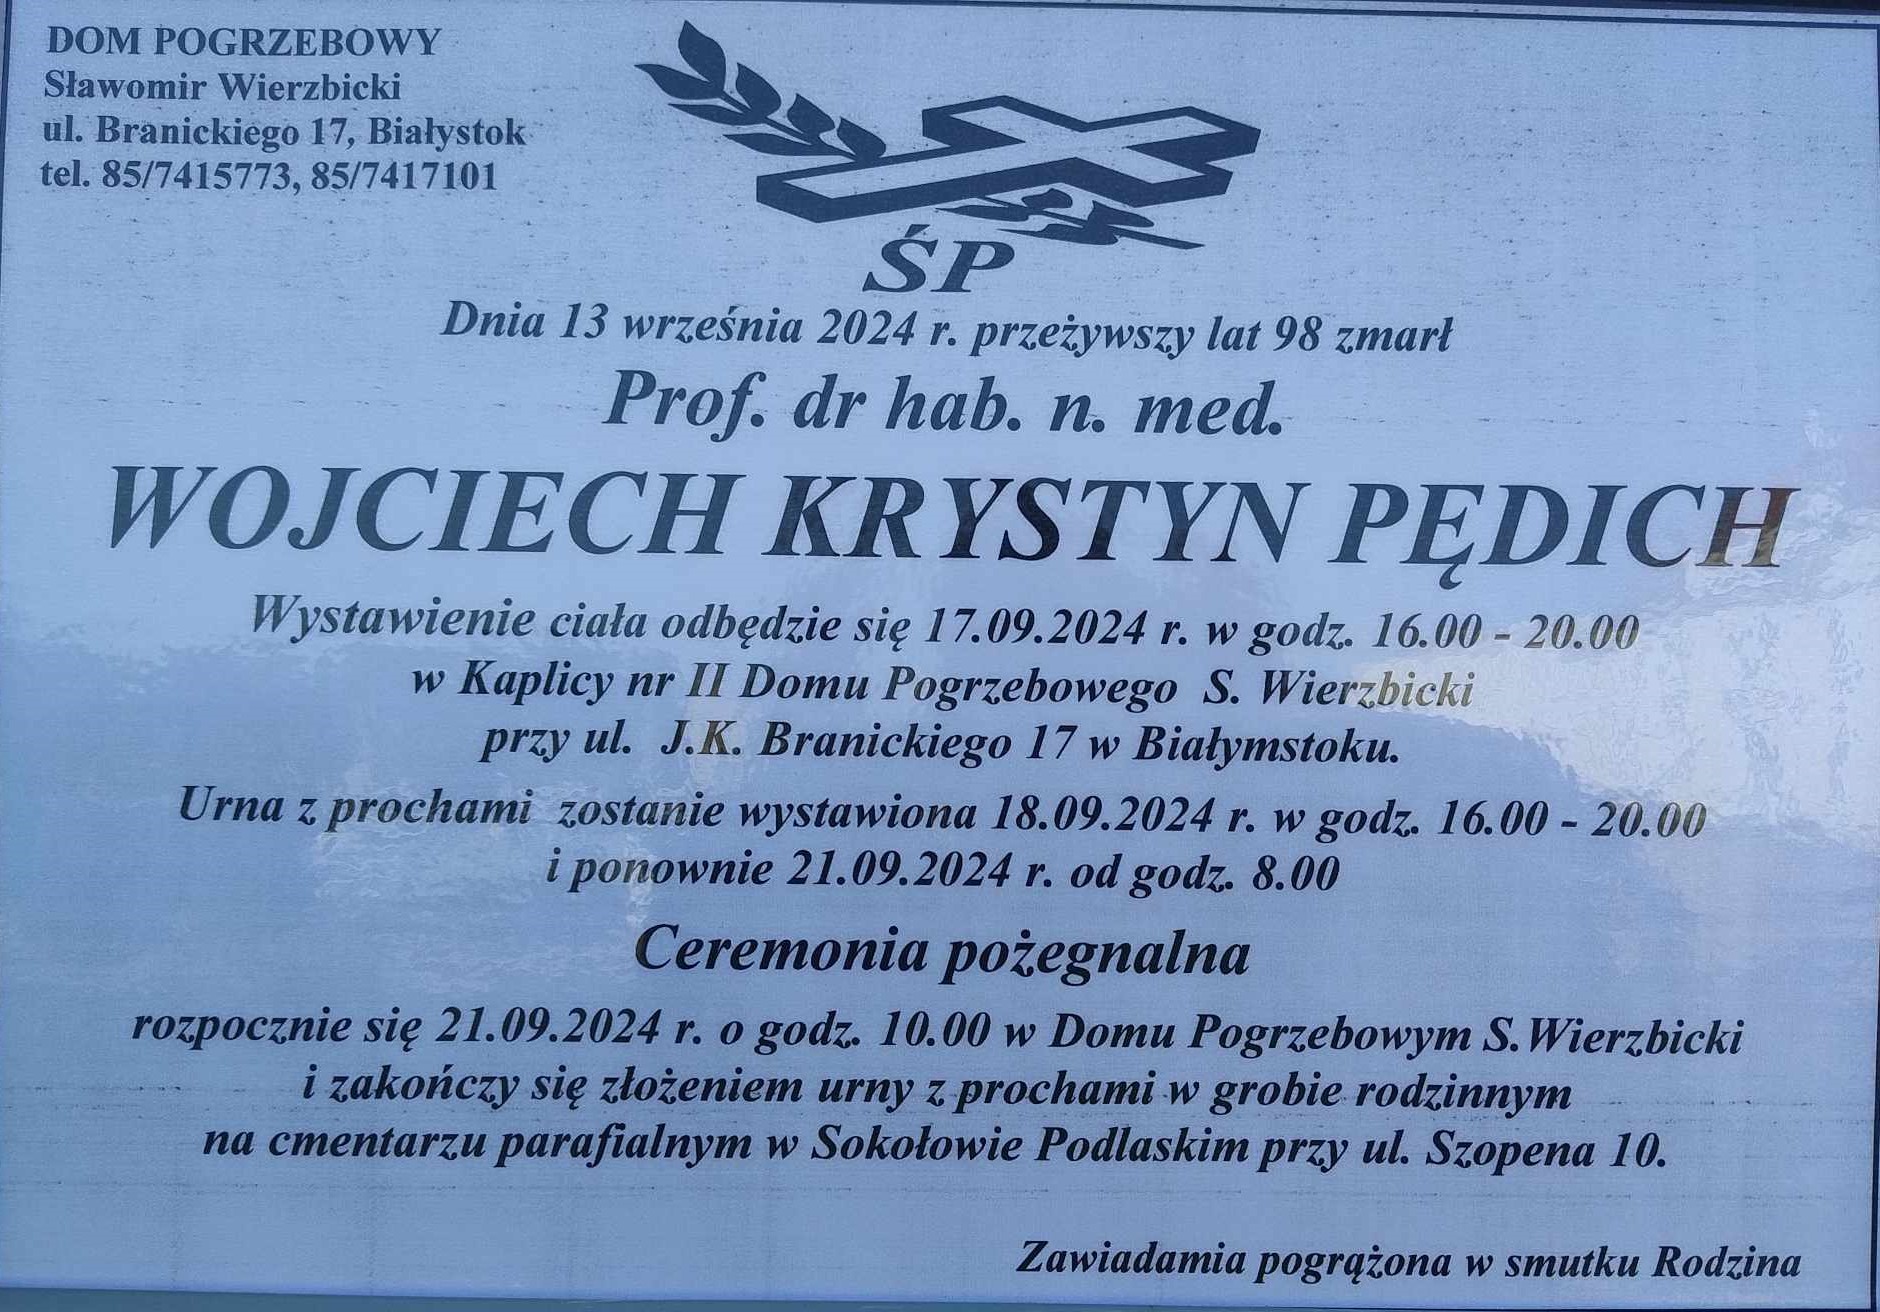 DOM POGRZEBOWY
Sławomir Wierzbicki
ul. Branickiego 17, Białystok
tel. 85/7415773, 85/7417101
ŚP
Dnia 13 września 2024 r. przeżywszy lat 98 zmarł
Prof. dr hab. n. med.
WOJCIECH KRYSTYN PĘDICH
Wystawienie ciała odbędzie się 17.09.2024 r. w godz. 16.00 - 20.00
w Kaplicy nr II Domu Pogrzebowego S. Wierzbicki
przy ul. J.K. Branickiego 17 w Białymstoku.
Urna z prochami zostanie wystawiona 18.09.2024 r. w godz. 16.00 - 20.00
i ponownie 21.09.2024 r. od godz. 8.00
Ceremonia pożegnalna
rozpocznie się 21.09.2024 r. o godz. 10.00 w Domu Pogrzebowym S.Wierzbicki
i zakończy się złożeniem urny z prochami w grobie rodzinnym
na cmentarzu parafialnym w Sokołowie Podlaskim przy ul. Szopena 10.
Zawiadamia pogrążona w smutku Rodzina